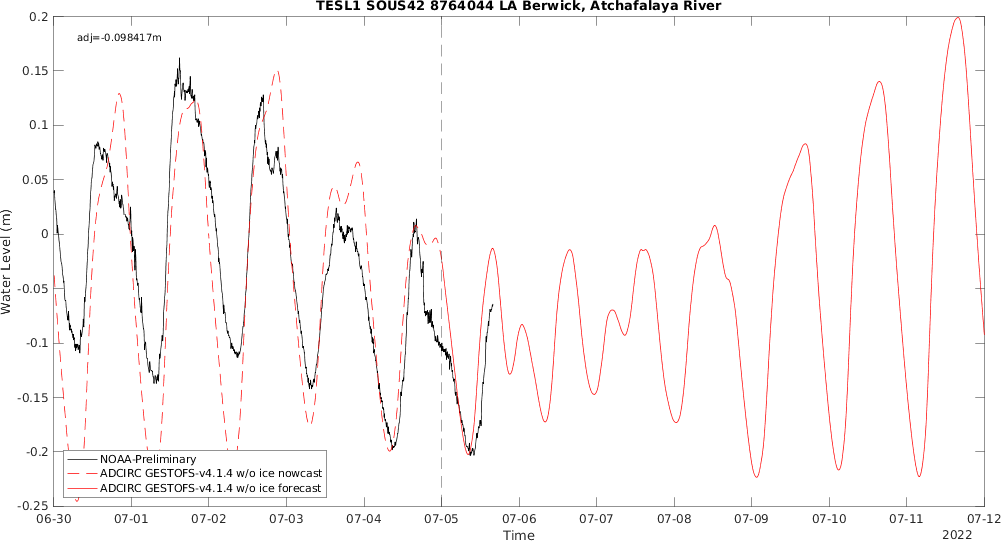 TESL1 SOUS42 8764044 LA Berwick, Atchafalaya River
adj=-0.098417m
0.2
0.15
0.1
0.05
0
-0.05
-0.1
-0.15
-0.2
-0.25
Water Level (m)
NOAA-Preliminary
ADCIRC GESTOFS-v4.1.4 w/o ice nowcast
ADCIRC GESTOFS-v4.1.4 w/o ice forecast
06-30 07-01 07-02 07-03 07-04 07-05 07-06 07-07 07-08 07-09 07-10 07-11 07-12
Time
2022